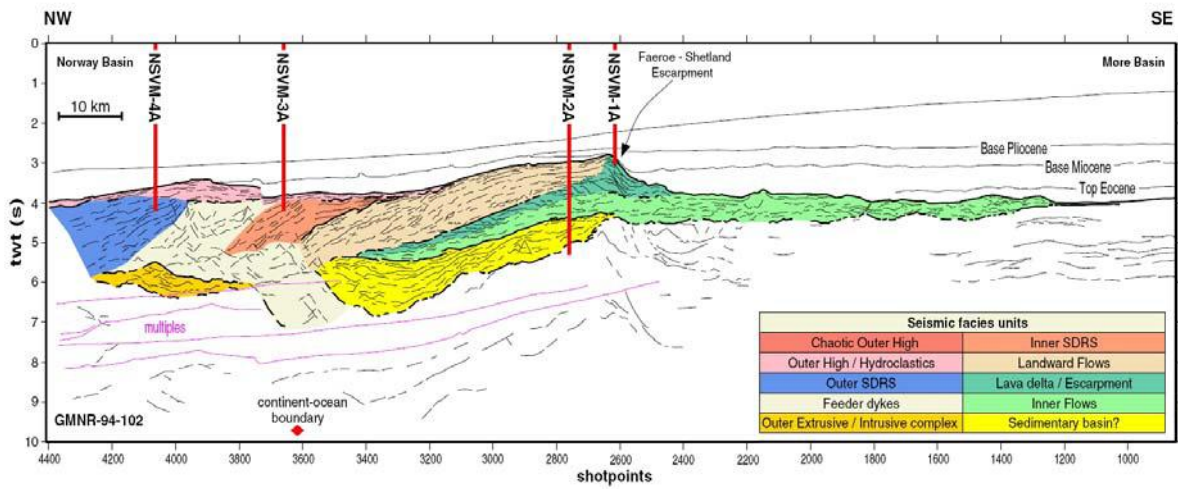 NW
SE
0
1
2
3
4
5
6
7
8
9
10
twt (s)
Norway Basin
10 km
NSVM-4A
NSVM-3A
NSVM-2A
NSVM-1A
Faeroe - Shetland
Escarpment
More Basin
Base Pliocene
Base Miocene
Top Eocene
multiples
continent-ocean
boundary
GMNR-94-102
Seismic facies units
Chaotic Outer High
Inner SDRS
Outer High / Hydroclastics
Landward Flows
Outer SDRS
Lava delta / Escarpment
Feeder dykes
Inner Flows
Outer Extrusive / Intrusive complex
Sedimentary basin?
4400 4200 4000 3800 3600 3400 3200 3000 2800 2600 2400 2200 2000 1800 1600 1400 1200 1000
shotpoints